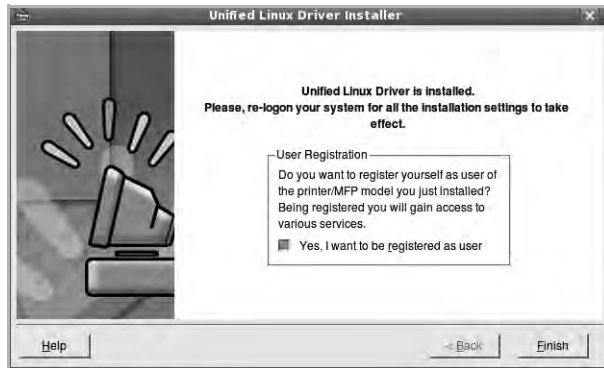 Unified Linux Driver Installer
Unified Linux Driver is installed.
Please, re-logon your system for all the installation settings to take
effect.
User Registration
Do you want to register yourself as user of
the printer/MFP model you just installed?
Being registered you will gain access to
various services.
Yes, I want to be registered as user
Help
< Back
Finish